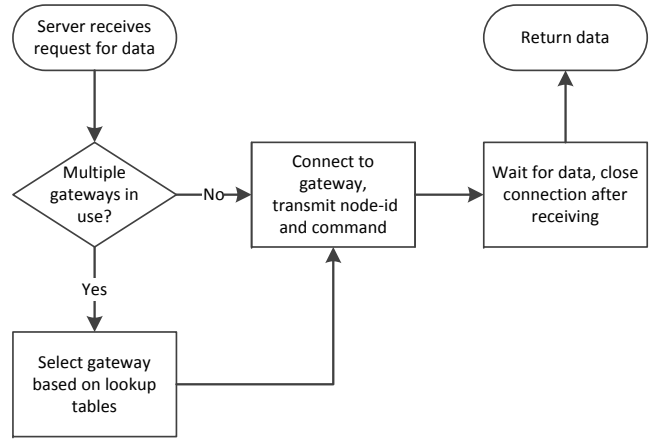 Server receives
request for data
Return data
Multiple
gateways in
use?
No
Connect to
gateway,
transmit node-id
and command
Wait for data, close
connection after
receiving
Yes
Select gateway
based on lookup
tables